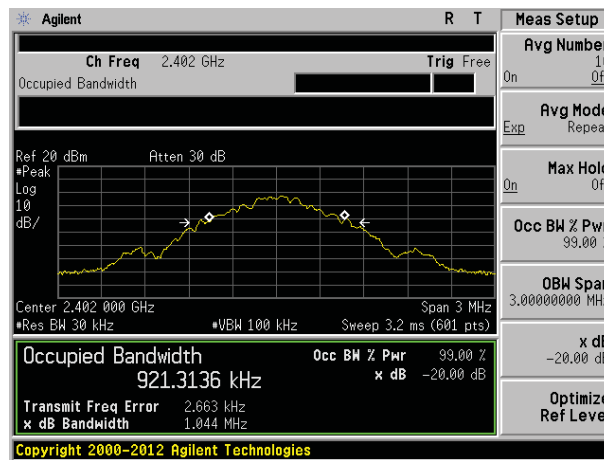 Agilent R T
Ch Freq 2.402 GHz Trig Free
Occupied Bandwidth
Ref 20 dBm Atten 30 dB
#Peak
Log
10
dB/
Center 2.402 000 GHz Span 3 MHz
#Res BW 30 kHz #VBW 100 kHz Sweep 3.2 ms (601 pts)
Occupied Bandwidth
921.3136 kHz
Occ BW % Pwr 99.00 %
x dB -20.00 dB
Transmit Freq Error 2.663 kHz
x dB Bandwidth 1.044 MHz
Copyright 2000-2012 Agilent Technologies
Meas Setup
Avg Number
On
Avg Mode
Exp Repea
Max Hold
On Of
Occ BW % Pwr
99.00
OBW Span
3.00000000 MH
x dB
-20.00 dB
Optimize
Ref Leve